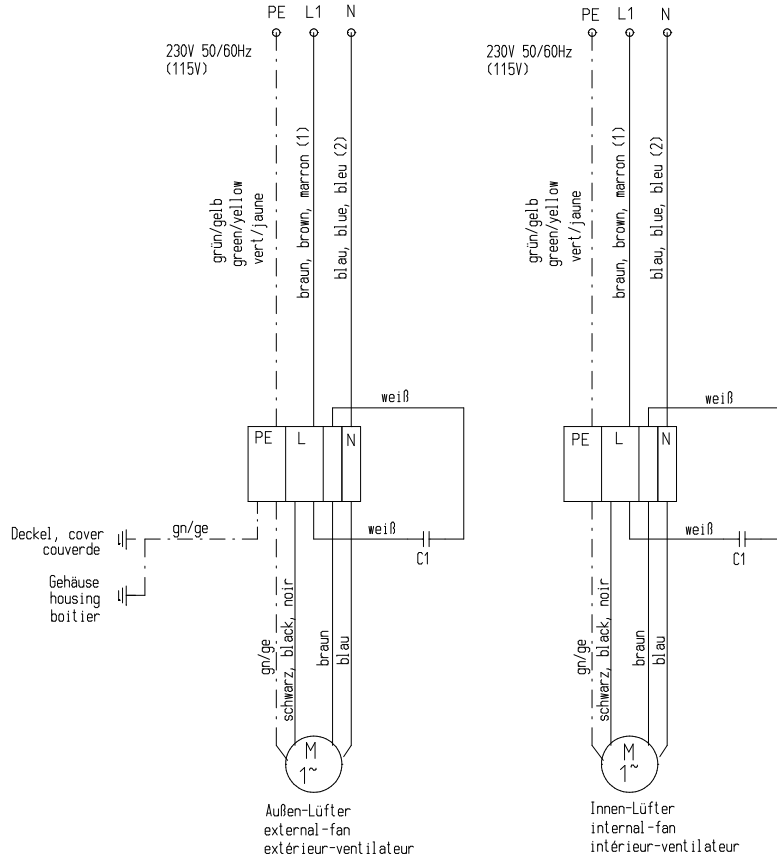 PE L1 N
230V 50/60Hz
(115V)
grün/gelb
green/yellow
vert/jaune
braun, brown, marron (1)
blau, blue, bleu (2)
weiß
PE L N
weiß
C1
gn/ge
Deckel, cover
couverde
Gehäuse
housing
boitier
gn/ge
schwarz, black, noir
braun
blau
M
1~
Außen-Lüfter
external-fan
extérieur-ventilateur
PE L1 N
230V 50/60Hz
(115V)
grün/gelb
green/yellow
vert/jaune
braun, brown, marron (1)
blau, blue, bleu (2)
weiß
PE L N
weiß
C1
gn/ge
schwarz, black, noir
braun
blau
M
1~
Innen-Lüfter
internal-fan
intérieur-ventilateur